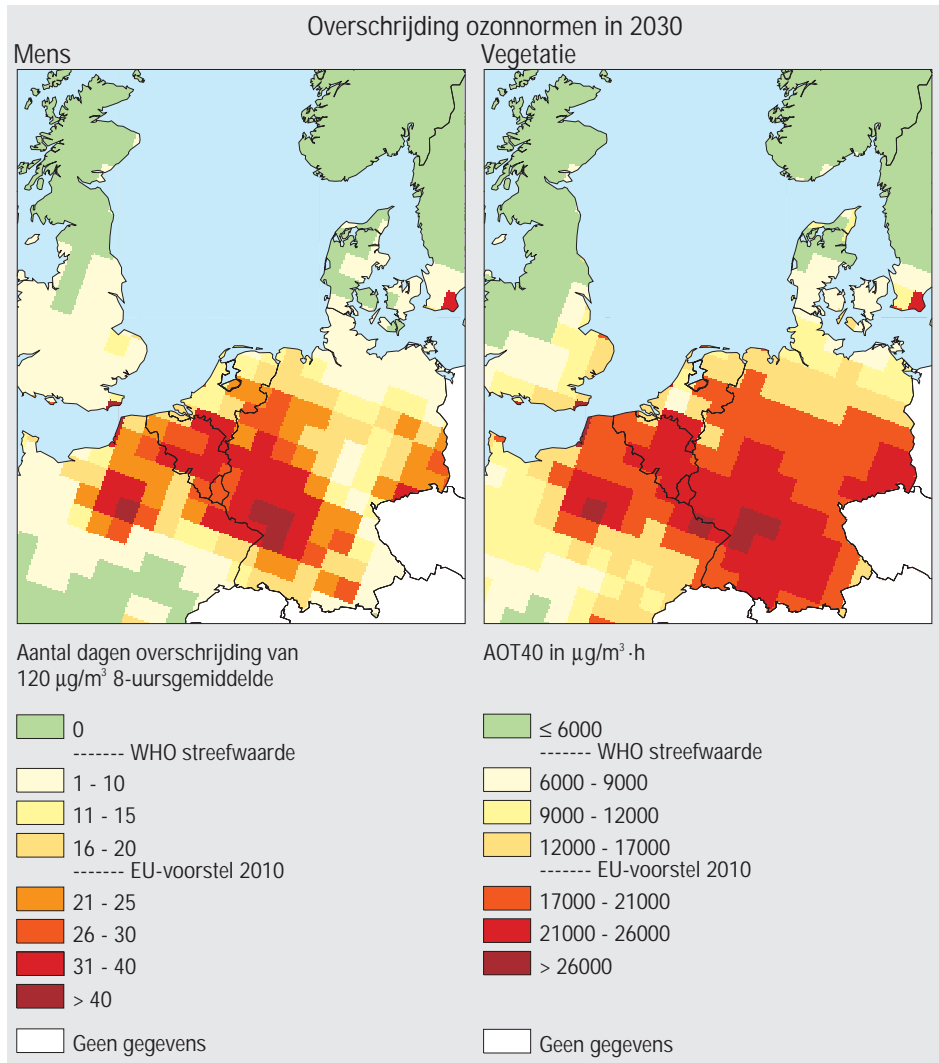 Overschrijding ozonnormen in 2030
Mens
Vegetatie
Aantal dagen overschrijding van
120 µg/m³ 8-uursgemiddelde
0
------- WHO streefwaarde
1 - 10
11 - 15
16 - 20
------- EU-voorstel 2010
21 - 25
26 - 30
31 - 40
> 40
Geen gegevens
AOT40 in µg/m³·h
≤ 6000
------- WHO streefwaarde
6000 - 9000
9000 - 12000
12000 - 17000
------- EU-voorstel 2010
17000 - 21000
21000 - 26000
> 26000
Geen gegevens